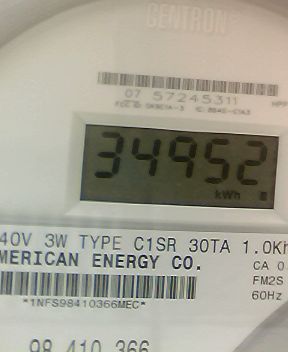 CENTRON
07 57245311
34952
kWh
40V 3W TYPE C1SR 30TA 1.0Kh
MERICAN ENERGY CO.
CA 0.
FM2S
60Hz
*1NFS98410366MEC*
98 410 366